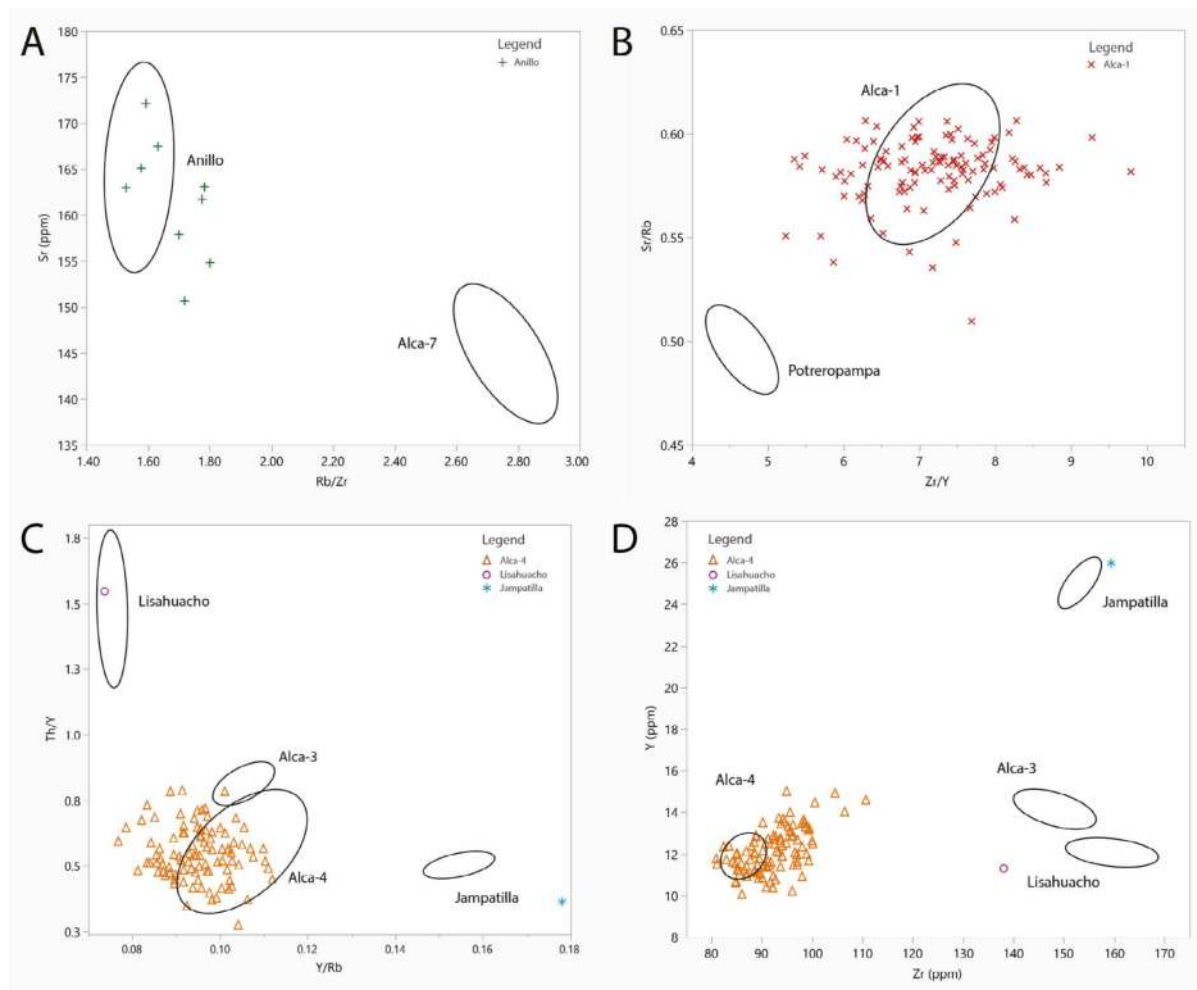 A
180
Legend
+ Anillo
175
170
Anillo
165
Sr (ppm)
160
155
150
Alca-7
145
140
135
1.40 1.60 1.80 2.00 2.20 2.40 2.60 2.80 3.00
Rb/Zr
B
0.65
Legend
× Alca-1
Alca-1
0.60
Sr/Rb
0.55
0.50
Potreropampa
0.45
4 5 6 7 8 9 10
Zr/Y
C
1.8
Legend
Alca-4
Lisahuacho
Jampatilla
Lisahuacho
1.5
1.3
Th/Y
1.0
Alca-3
0.8
Alca-4
0.5
Jampatilla
0.3
0.08 0.10 0.12 0.14 0.16 0.18
Y/Rb
D
28
Legend
Alca-4
Lisahuacho
Jampatilla
26
Jampatilla
24
22
20
Y (ppm)
18
16
Alca-3
Alca-4
14
12
Lisahuacho
10
8
80 90 100 110 120 130 140 150 160 170
Zr (ppm)